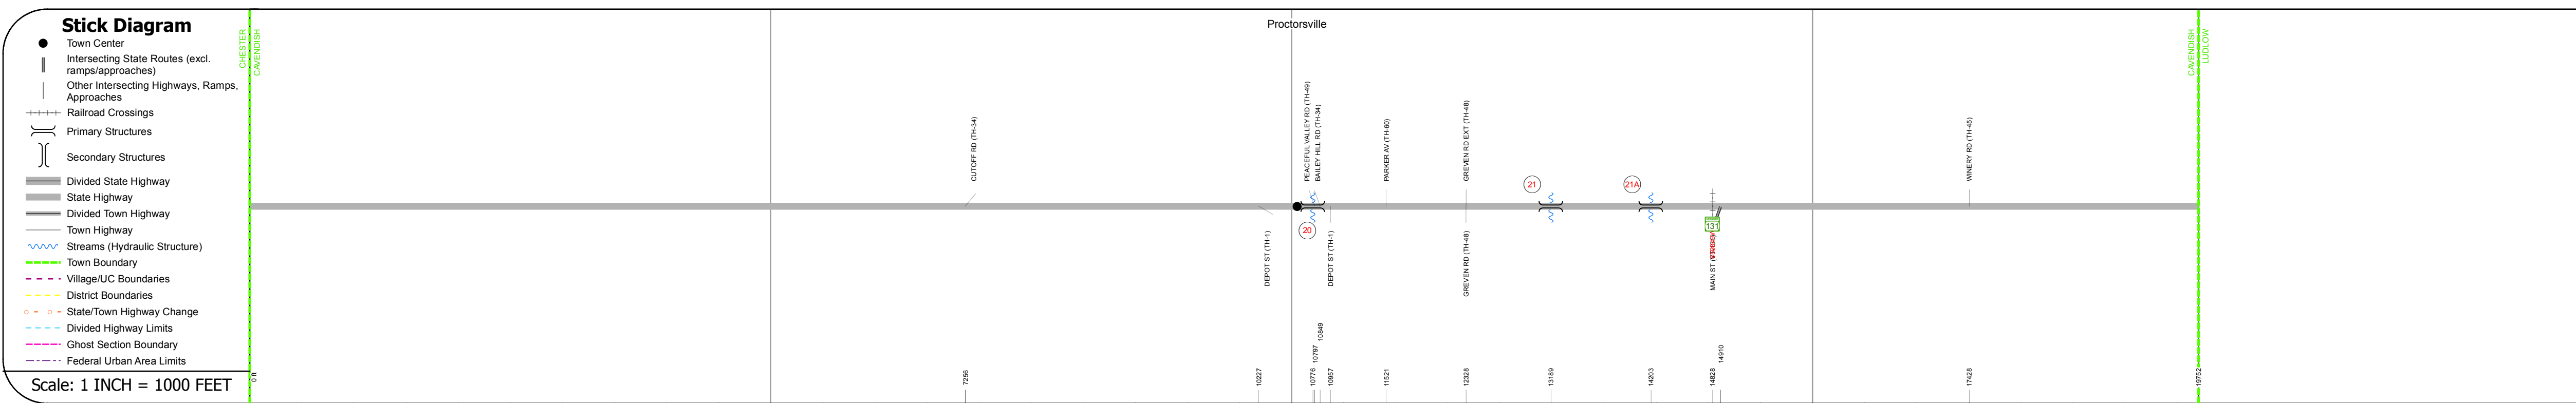 Stick Diagram
Town Center
Intersecting State Routes (excl.
ramps/approaches)
Other Intersecting Highways, Ramps,
Approaches
Railroad Crossings
Primary Structures
Secondary Structures
Divided State Highway
State Highway
Divided Town Highway
Town Highway
Streams (Hydraulic Structure)
Town Boundary
Village/UC Boundaries
District Boundaries
State/Town Highway Change
Divided Highway Limits
Ghost Section Boundary
Federal Urban Area Limits
Scale: 1 INCH = 1000 FEET
CHESTER
CAVENDISH
Proctorsville
CAVENDISH
LUDLOW
CUTOFF RD (TH-34)
PEACEFUL VALLEY RD (TH-49)
BAILEY HILL RD (TH-34)
PARKER AV (TH-60)
GREVEN RD EXT (TH-48)
WINERY RD (TH-45)
21
21A
20
131
DEPOT ST (TH-1)
DEPOT ST (TH-1)
GREVEN RD (TH-48)
MAIN ST
0 ft
7256
10227
10776
10797
10849
10957
11521
12328
13189
14203
14828
14910
17428
19752